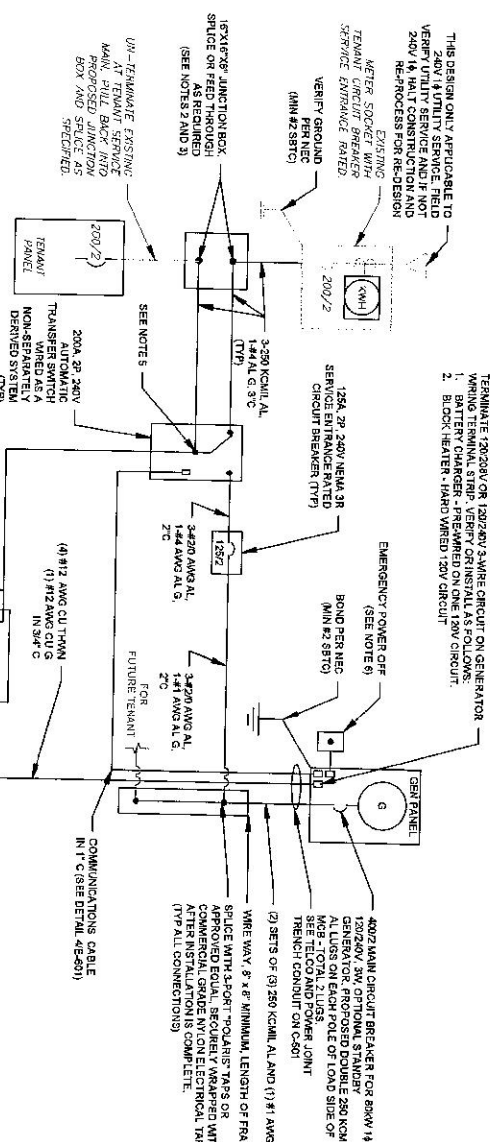 THIS DESIGN ONLY APPLICABLE TO
240V 1ϕ UTILITY SERVICE. FIELD
VERIFY UTILITY SERVICE AND IF NOT
240V 1ϕ, HALT CONSTRUCTION AND
RE-PROCESS FOR RE-DESIGN
EXISTING
METER SOCKET WITH
TENANT CIRCUIT BREAKER
SERVICE ENTRANCE RATED.
KWH
200/2
VERIFY GROUND
PER NEC
(MIN #2 SBTC)
16"X16"X6" JUNCTION BOX.
SPLICE OR FEED THROUGH
AS REQUIRED
(SEE NOTES 2 AND 3)
3-250 KCMIL AL,
1-#4 AL G, 3"C
(TYP)
UN-TERMINATE EXISTING
AT TENANT SERVICE
MAIN, PULL BACK INTO
PROPOSED JUNCTION
BOX AND SPLICE AS
SPECIFIED.
200/2
TENANT
PANEL
SEE NOTE 5
200A, 2P, 240V
AUTOMATIC
TRANSFER SWITCH
WIRED AS A
NON-SEPARATELY
DERIVED SYSTEM
(TYP)
TERMINATE 120/208V OR 120/240V 3-WIRE CIRCUIT ON GENERATOR
WIRING TERMINAL STRIP. VERIFY OR INSTALL AS FOLLOWS:
1. BATTERY CHARGER - PRE-WIRED ON ONE 120V CIRCUIT.
2. BLOCK HEATER - HARD WIRED 120V CIRCUIT
125A, 2P, 240V NEMA 3R
SERVICE ENTRANCE RATED
CIRCUIT BREAKER (TYP)
125/2
3-#2/0 AWG AL,
1-#4 AWG AL G,
2"C
EMERGENCY POWER OFF
(SEE NOTE 6)
BOND PER NEC
(MIN #2 SBTC)
3-#2/0 AWG AL,
1-#1 AWG AL G,
2"C
FOR
FUTURE TENANT
(4) #12 AWG CU THWN
(1) #12 AWG CU G
IN 3/4" C
GEN PANEL
G
400/2 MAIN CIRCUIT BREAKER FOR 80KW 1ϕ
120/240V, 3W, OPTIONAL STANDBY
GENERATOR. PROPOSED DOUBLE 250 KCM
AL LUGS ON EACH POLE OF LOAD SIDE OF
MCB - TOTAL 2 LUGS.
SEE TELCO AND POWER JOINT
TRENCH CONDUIT ON C-501
(2) SETS OF (3) 250 KCMIL AL AND (1) #1 AWG
WIRE WAY, 8" x 8" MINIMUM, LENGTH OF FRA
SPLICE WITH 3-PORT "POLARIS" TAPS OR
APPROVED EQUAL, SECURELY WRAPPED WIT
COMMERCIAL GRADE NYLON ELECTRICAL TA
AFTER INSTALLATION IS COMPLETE.
(TYP ALL CONNECTIONS)
COMMUNICATIONS CABLE
IN 1" C (SEE DETAIL 4/E-601)